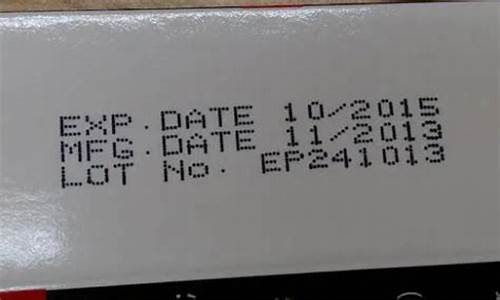 EXP.DATE 10/2015
MFG.DATE 11/2013
LOT No. EP241013